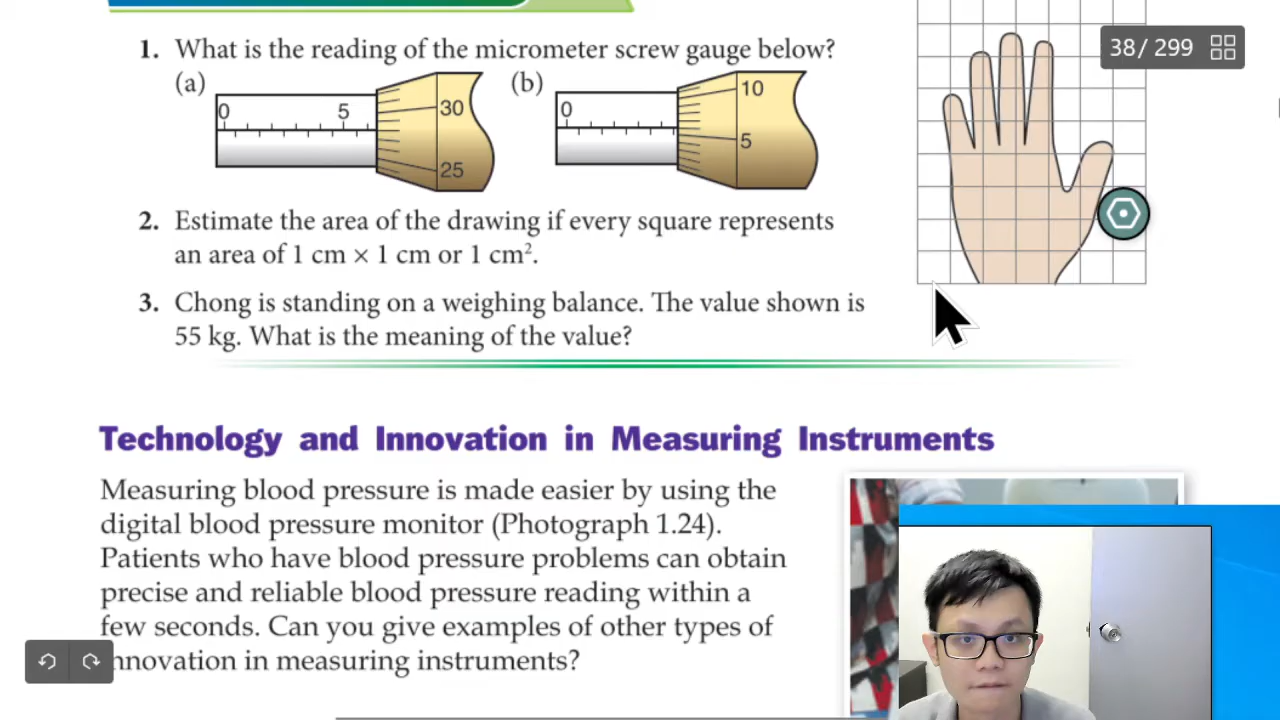 38/ 299
1. What is the reading of the micrometer screw gauge below?
(a)
0 5
30
25
(b)
0
10
5
2. Estimate the area of the drawing if every square represents
an area of 1 cm × 1 cm or 1 cm².
3. Chong is standing on a weighing balance. The value shown is
55 kg. What is the meaning of the value?
Technology and Innovation in Measuring Instruments
Measuring blood pressure is made easier by using the
digital blood pressure monitor (Photograph 1.24).
Patients who have blood pressure problems can obtain
precise and reliable blood pressure reading within a
few seconds. Can you give examples of other types of
nnovation in measuring instruments?